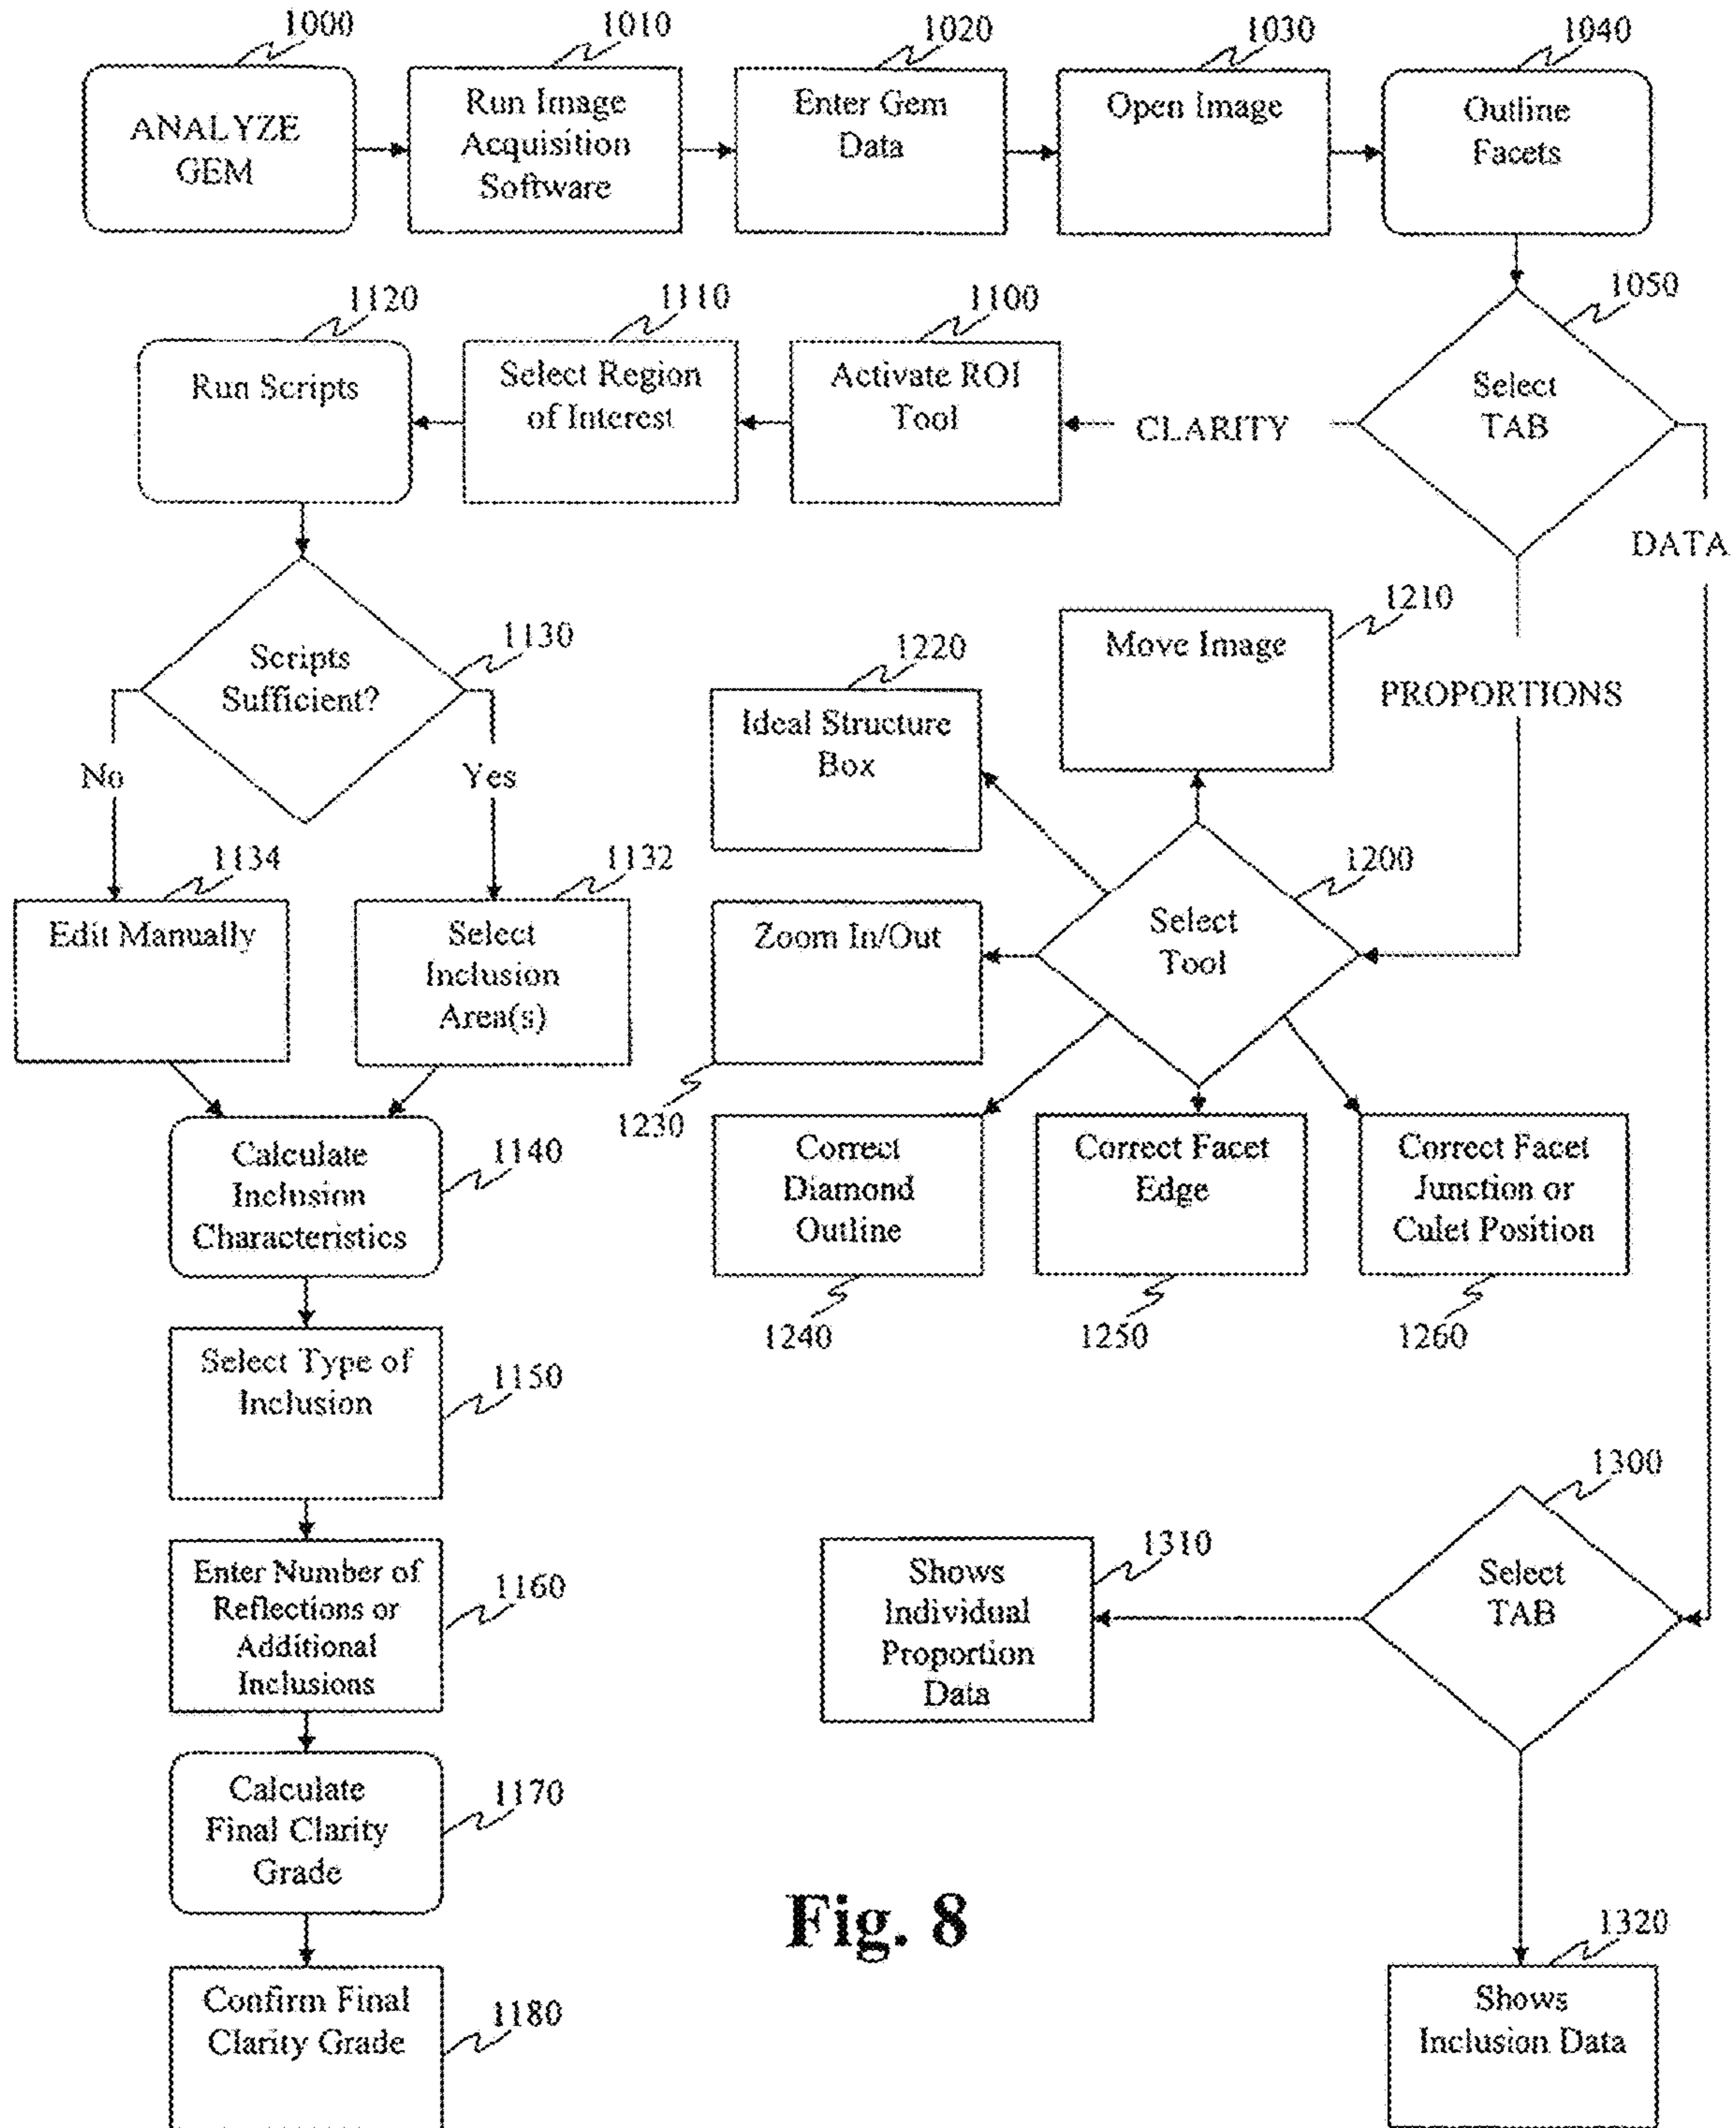 1000
1010
1020
1030
1040
ANALYZE
GEM
Run Image
Acquisition
Software
Enter Gem
Data
Open Image
Outline
Facets
1120
1110
1100
1050
Run Scripts
Select Region
of Interest
Activate ROI
Tool
CLARITY
Select
TAB
DATA
PROPORTIONS
Scripts
Sufficient?
1130
No
Yes
1134
1132
Edit Manually
Select
Inclusion
Area(s)
1220
Ideal Structure
Box
1210
Move Image
1200
Select
Tool
Zoom In/Out
1230
Correct
Diamond
Outline
1240
Correct Facet
Edge
1250
Correct Facet
Junction or
Culet Position
1260
Calculate
Inclusion
Characteristics
1140
Select Type of
Inclusion
1150
Enter Number of
Reflections or
Additional
Inclusions
1160
Calculate
Final Clarity
Grade
1170
Confirm Final
Clarity Grade
1180
1300
Select
TAB
1310
Shows
Individual
Proportion
Data
1320
Shows
Inclusion Data
Fig. 8